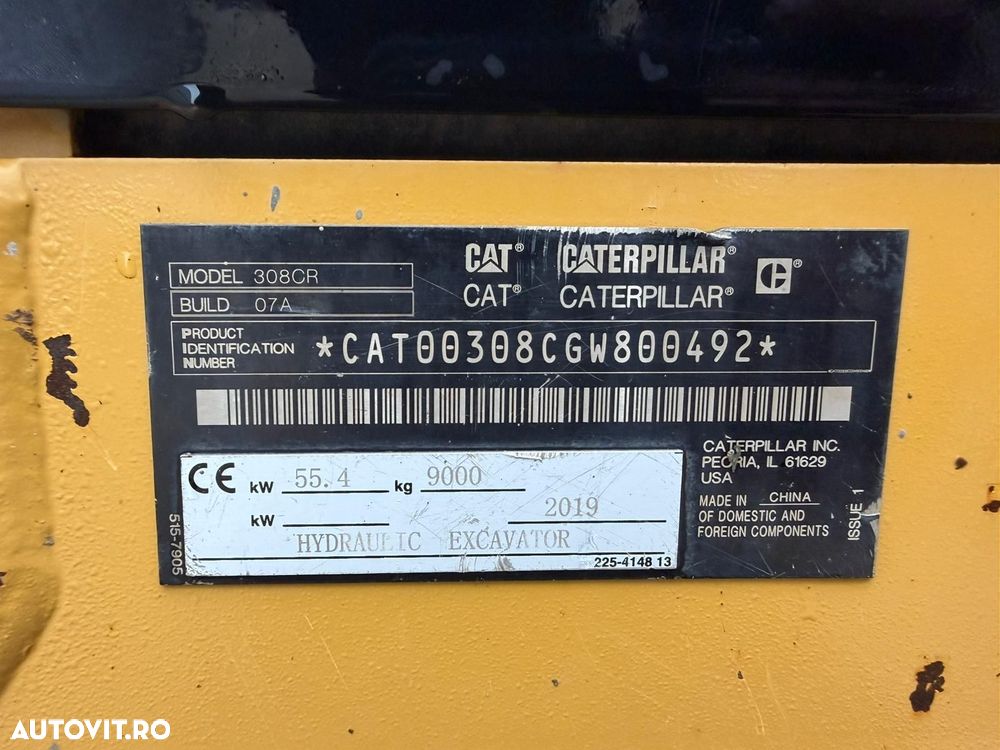 CAT® CATERPILLAR® ®
CAT® CATERPILLAR®
MODEL 308CR
BUILD 07A
PRODUCT
IDENTIFICATION
NUMBER
*CAT00308CGW800492*
CATERPILLAR INC.
PEORIA, IL 61629
USA
MADE IN CHINA
OF DOMESTIC AND
FOREIGN COMPONENTS
ISSUE 1
CE kW 55.4 kg 9000
kW 2019
HYDRAULIC EXCAVATOR
225-4148 13
515-7905
AUTOVIT.RO